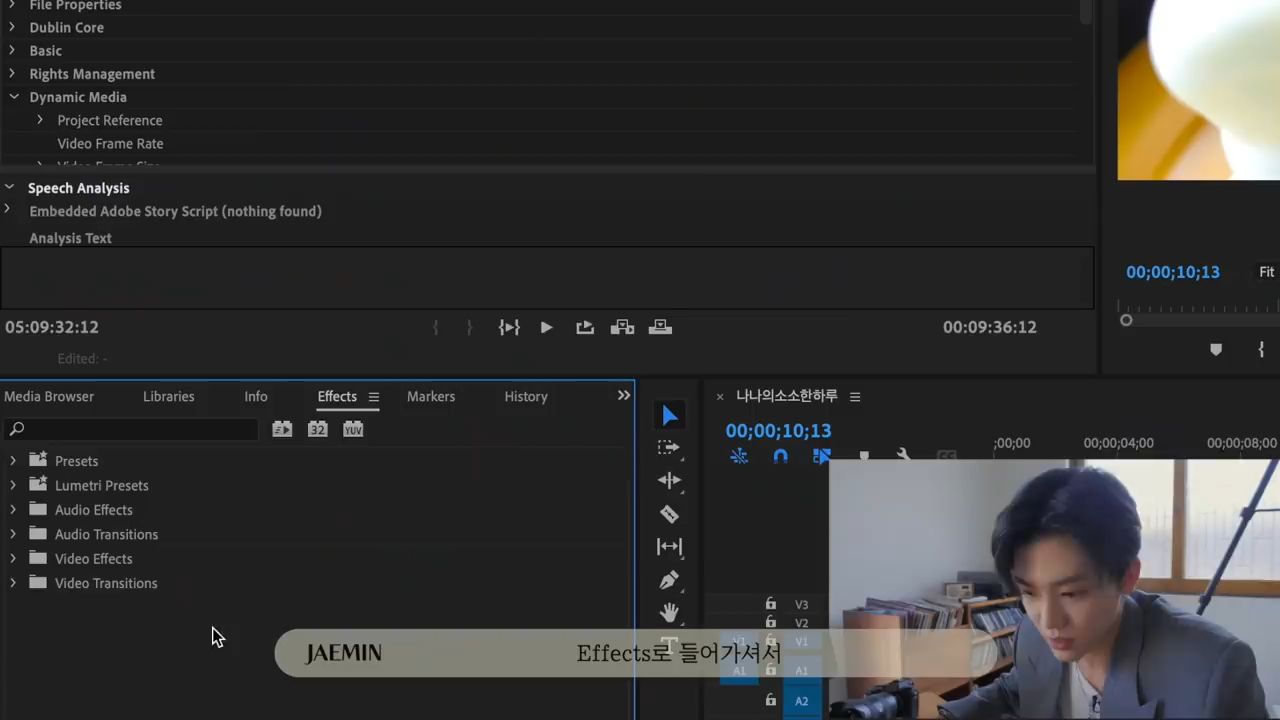 File Properties
Dublin Core
Basic
Rights Management
Dynamic Media
Project Reference
Video Frame Rate
Speech Analysis
Embedded Adobe Story Script (nothing found)
Analysis Text
05:09:32:12
00:09:36:12
Edited: -
00;00;10;13
Fit
Media Browser
Libraries
Info
Effects
Markers
History
32
YUV
Presets
Lumetri Presets
Audio Effects
Audio Transitions
Video Effects
Video Transitions
나나의소소한하루
00;00;10;13
;00;00
00;00;04;00
00;00;08;00
V3
V2
V1
A1
A1
A2
JAEMIN
Effects로 들어가셔서